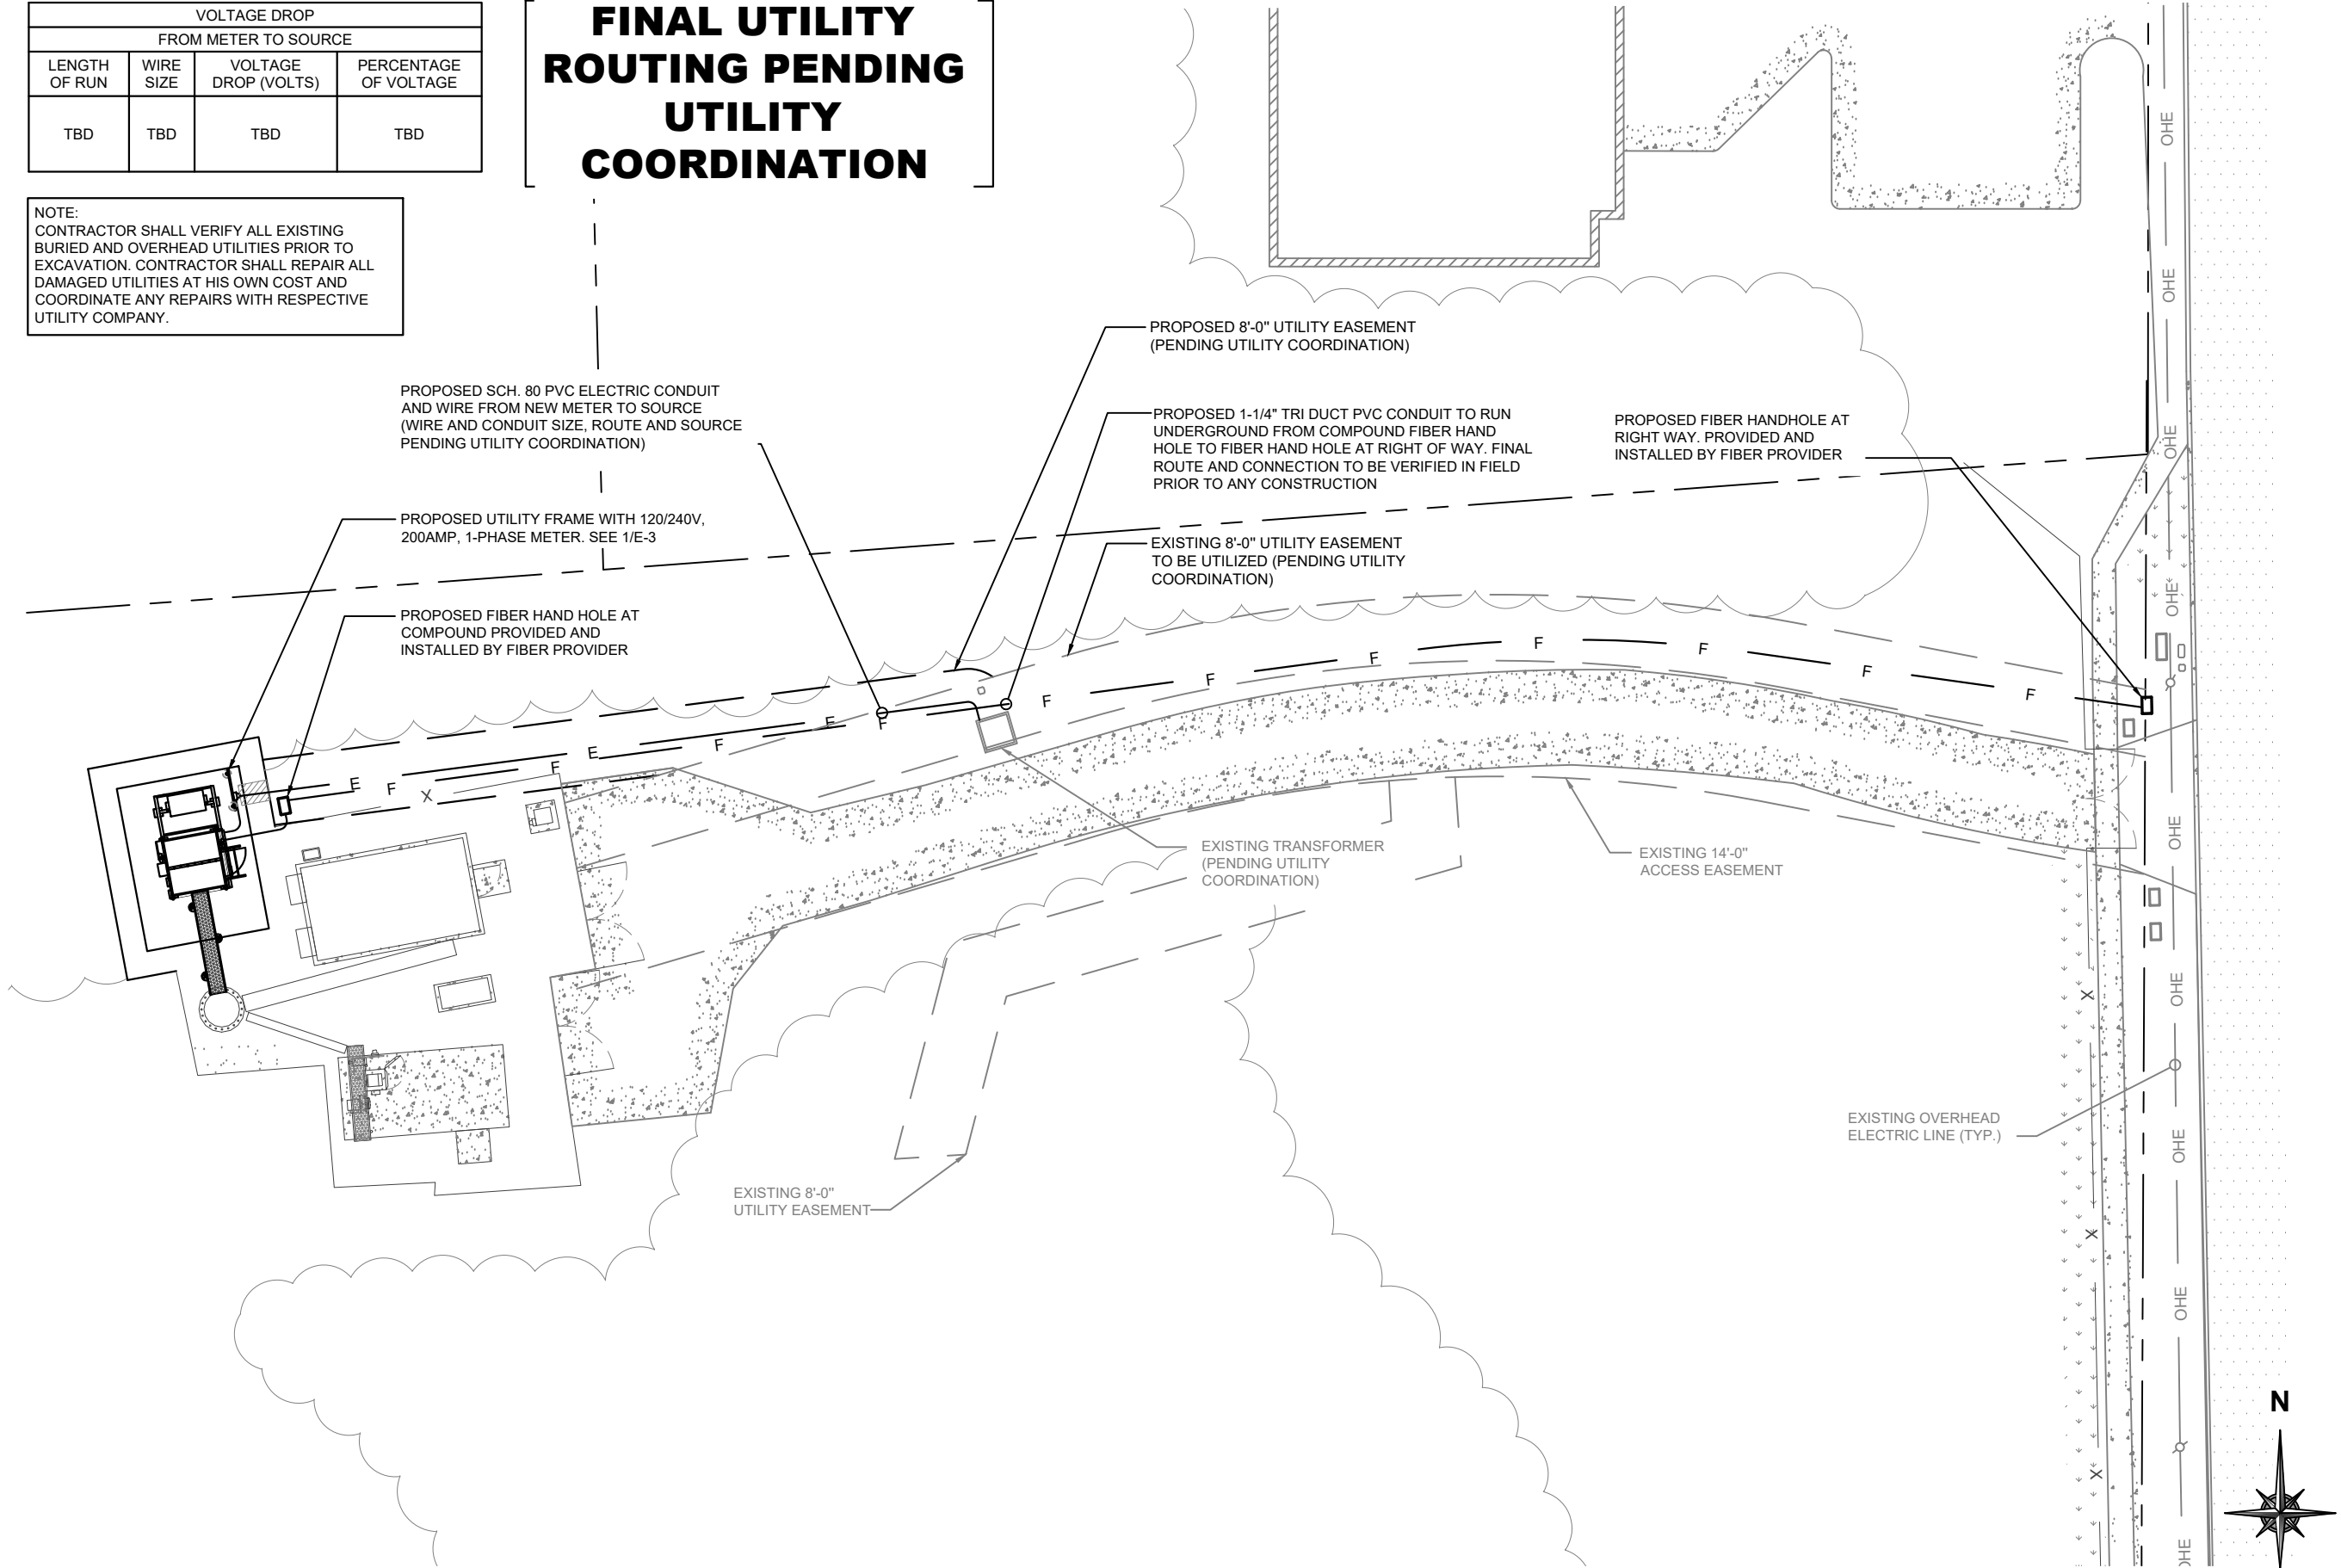 VOLTAGE DROP
FROM METER TO SOURCE
LENGTH OF RUN
WIRE SIZE
VOLTAGE DROP (VOLTS)
PERCENTAGE OF VOLTAGE
TBD
TBD
TBD
TBD
FINAL UTILITY
ROUTING PENDING
UTILITY
COORDINATION
NOTE:
CONTRACTOR SHALL VERIFY ALL EXISTING
BURIED AND OVERHEAD UTILITIES PRIOR TO
EXCAVATION. CONTRACTOR SHALL REPAIR ALL
DAMAGED UTILITIES AT HIS OWN COST AND
COORDINATE ANY REPAIRS WITH RESPECTIVE
UTILITY COMPANY.
PROPOSED 8'-0" UTILITY EASEMENT
(PENDING UTILITY COORDINATION)
PROPOSED SCH. 80 PVC ELECTRIC CONDUIT
AND WIRE FROM NEW METER TO SOURCE
(WIRE AND CONDUIT SIZE, ROUTE AND SOURCE
PENDING UTILITY COORDINATION)
PROPOSED 1-1/4" TRI DUCT PVC CONDUIT TO RUN
UNDERGROUND FROM COMPOUND FIBER HAND
HOLE TO FIBER HAND HOLE AT RIGHT OF WAY. FINAL
ROUTE AND CONNECTION TO BE VERIFIED IN FIELD
PRIOR TO ANY CONSTRUCTION
PROPOSED FIBER HANDHOLE AT
RIGHT WAY. PROVIDED AND
INSTALLED BY FIBER PROVIDER
PROPOSED UTILITY FRAME WITH 120/240V,
200AMP, 1-PHASE METER. SEE 1/E-3
EXISTING 8'-0" UTILITY EASEMENT
TO BE UTILIZED (PENDING UTILITY
COORDINATION)
PROPOSED FIBER HAND HOLE AT
COMPOUND PROVIDED AND
INSTALLED BY FIBER PROVIDER
E
F
X
F
E
F
E
F
F
F
F
F
F
F
F
EXISTING TRANSFORMER
(PENDING UTILITY
COORDINATION)
EXISTING 14'-0"
ACCESS EASEMENT
EXISTING OVERHEAD
ELECTRIC LINE (TYP.)
EXISTING 8'-0"
UTILITY EASEMENT
OHE
OHE
OHE
OHE
OHE
OHE
OHE
OHE
OHE
X
X
X
N